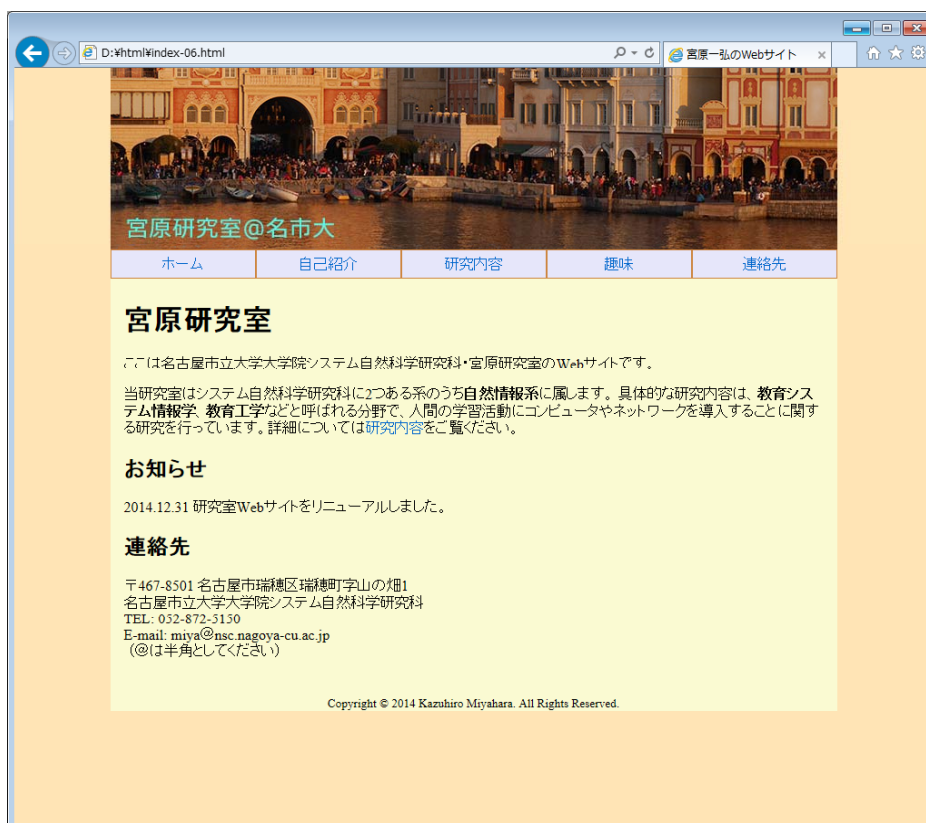 D:¥html¥index-06.html
宮原一弘のWebサイト
宮原研究室@名市大
ホーム 自己紹介 研究内容 趣味 連絡先
宮原研究室
ここは名古屋市立大学大学院システム自然科学研究科・宮原研究室のWebサイトです。
当研究室はシステム自然科学研究科に2つある系のうち自然情報系に属します。具体的な研究内容は、教育シス
テム情報学、教育工学などと呼ばれる分野で、人間の学習活動にコンピュータやネットワークを導入することに関す
る研究を行っています。詳細については研究内容をご覧ください。
お知らせ
2014.12.31 研究室Webサイトをリニューアルしました。
連絡先
〒467-8501 名古屋市瑞穂区瑞穂町字山の畑1
名古屋市立大学大学院システム自然科学研究科
TEL: 052-872-5150
E-mail: miya＠nsc.nagoya-cu.ac.jp
（＠は半角としてください）
Copyright © 2014 Kazuhiro Miyahara. All Rights Reserved.